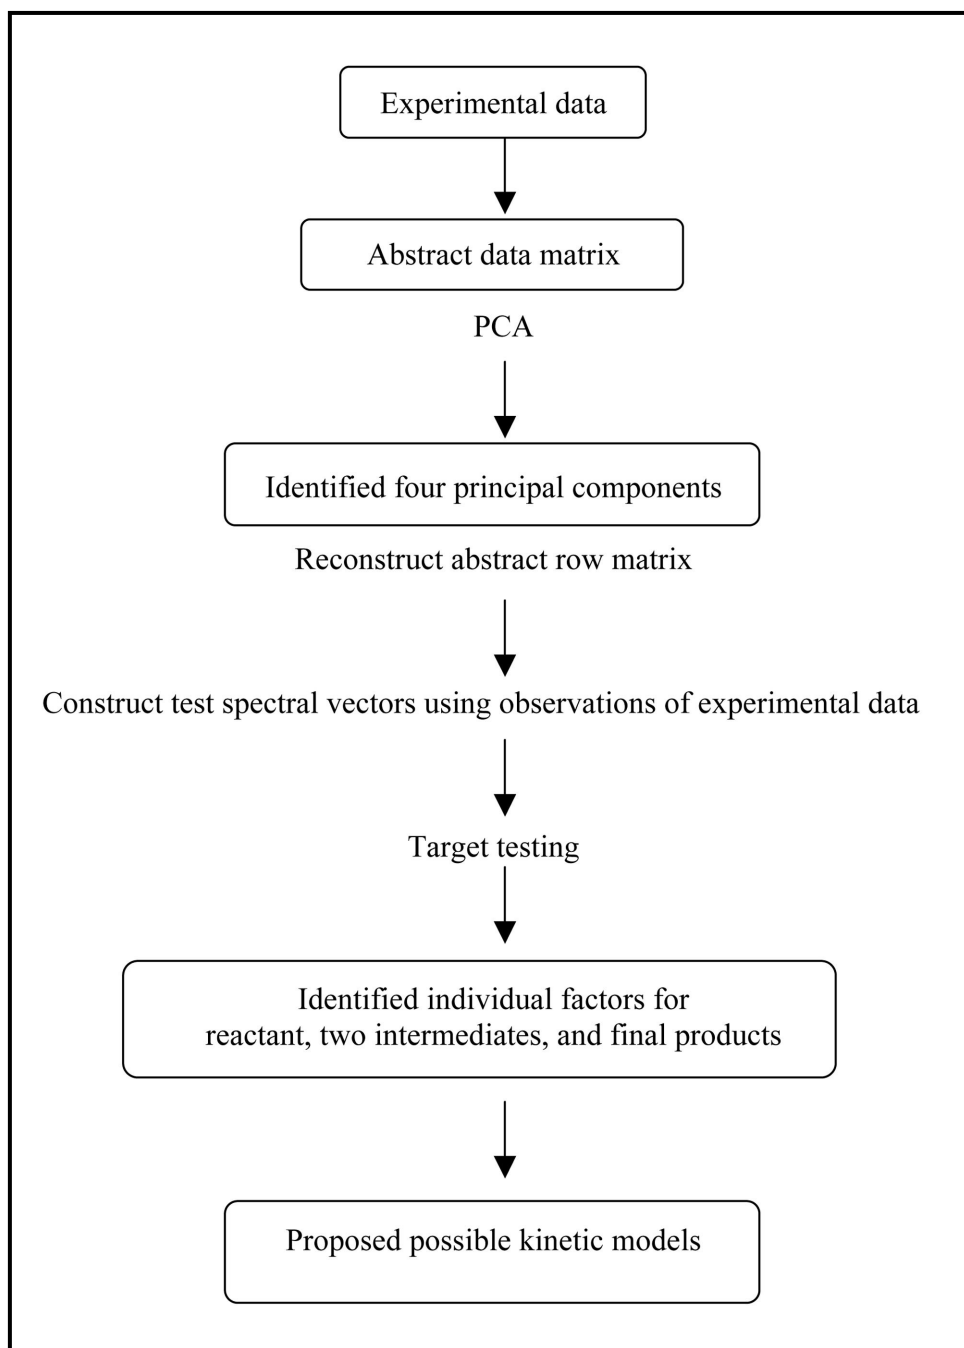 Experimental data
Abstract data matrix
PCA
Identified four principal components
Reconstruct abstract row matrix
Construct test spectral vectors using observations of experimental data
Target testing
Identified individual factors for
reactant, two intermediates, and final products
Proposed possible kinetic models